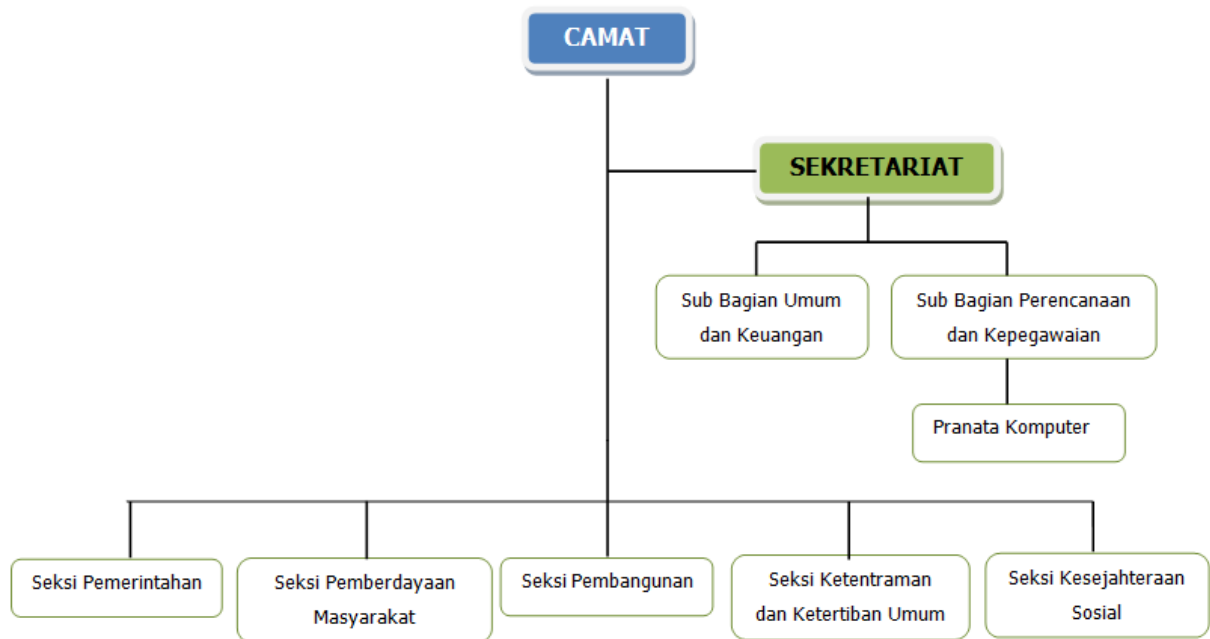 CAMAT
SEKRETARIAT
Sub Bagian Umum
dan Keuangan
Sub Bagian Perencanaan
dan Kepegawaian
Pranata Komputer
Seksi Pemerintahan
Seksi Pemberdayaan
Masyarakat
Seksi Pembangunan
Seksi Ketentraman
dan Ketertiban Umum
Seksi Kesejahteraan
Sosial